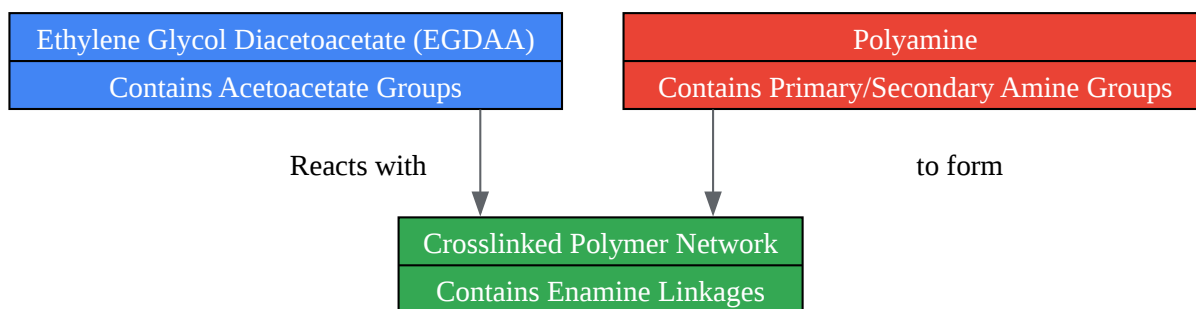 Ethylene Glycol Diacetoacetate (EGDAA)
Contains Acetoacetate Groups
Polyamine
Contains Primary/Secondary Amine Groups
Reacts with
to form
Crosslinked Polymer Network
Contains Enamine Linkages